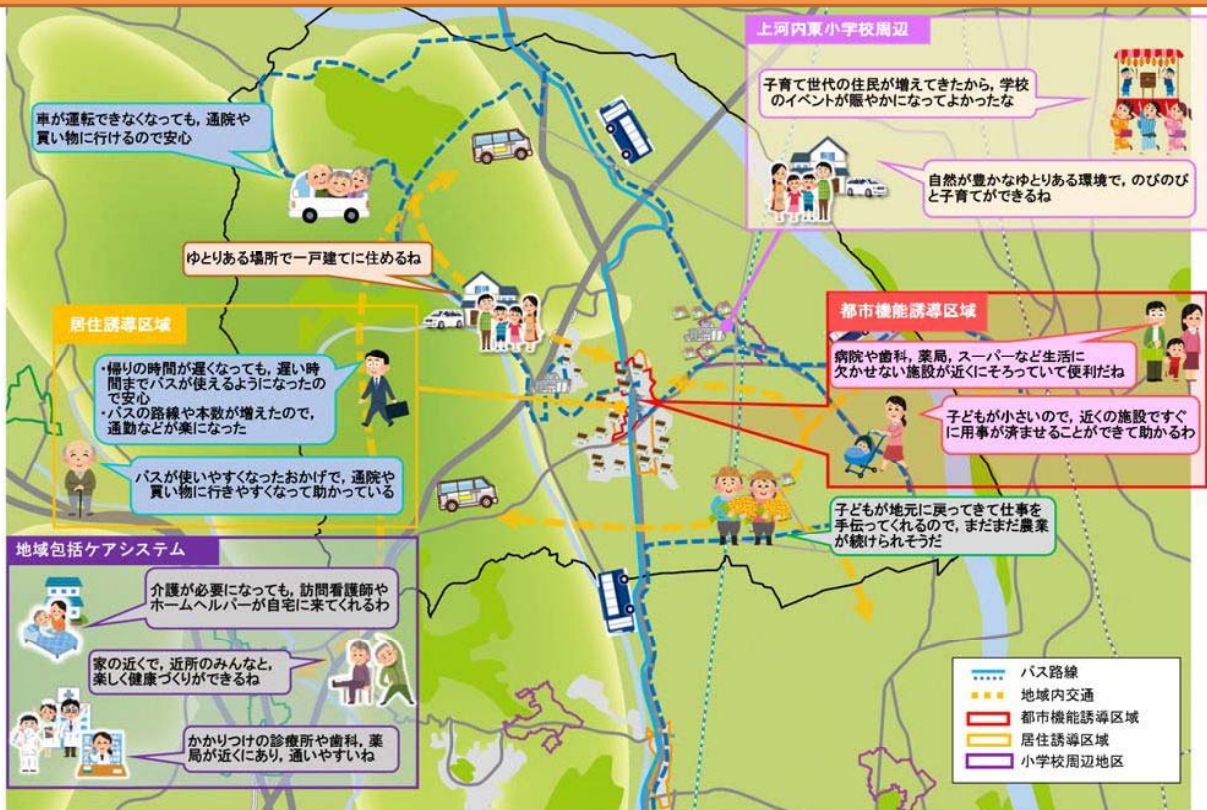 上河内東小学校周辺
子育て世代の住民が増えてきたから，学校
のイベントが賑やかになってよかったな
自然が豊かなゆとりある環境で，のびのび
と子育てができるね
車が運転できなくなっても，通院や
買い物に行けるので安心
ゆとりある場所で一戸建てに住めるね
居住誘導区域
・帰りの時間が遅くなっても，遅い時
間までバスが使えるようになったの
で安心
・バスの路線や本数が増えたので，
通勤などが楽になった
バスが使いやすくなったおかげで，通院や
買い物に行きやすくなって助かっている
都市機能誘導区域
病院や歯科，薬局，スーパーなど生活に
欠かせない施設が近くにそろっていて便利だね
子どもが小さいので，近くの施設ですぐ
に用事が済ませることができて助かるわ
子どもが地元に戻ってきて仕事を
手伝ってくれるので，まだまだ農業
が続けられそうだ
地域包括ケアシステム
介護が必要になっても，訪問看護師や
ホームヘルパーが自宅に来てくれるわ
家の近くで，近所のみんなと，
楽しく健康づくりができるね
かかりつけの診療所や歯科，薬
局が近くにあり，通いやすいね
バス路線
地域内交通
都市機能誘導区域
居住誘導区域
小学校周辺地区